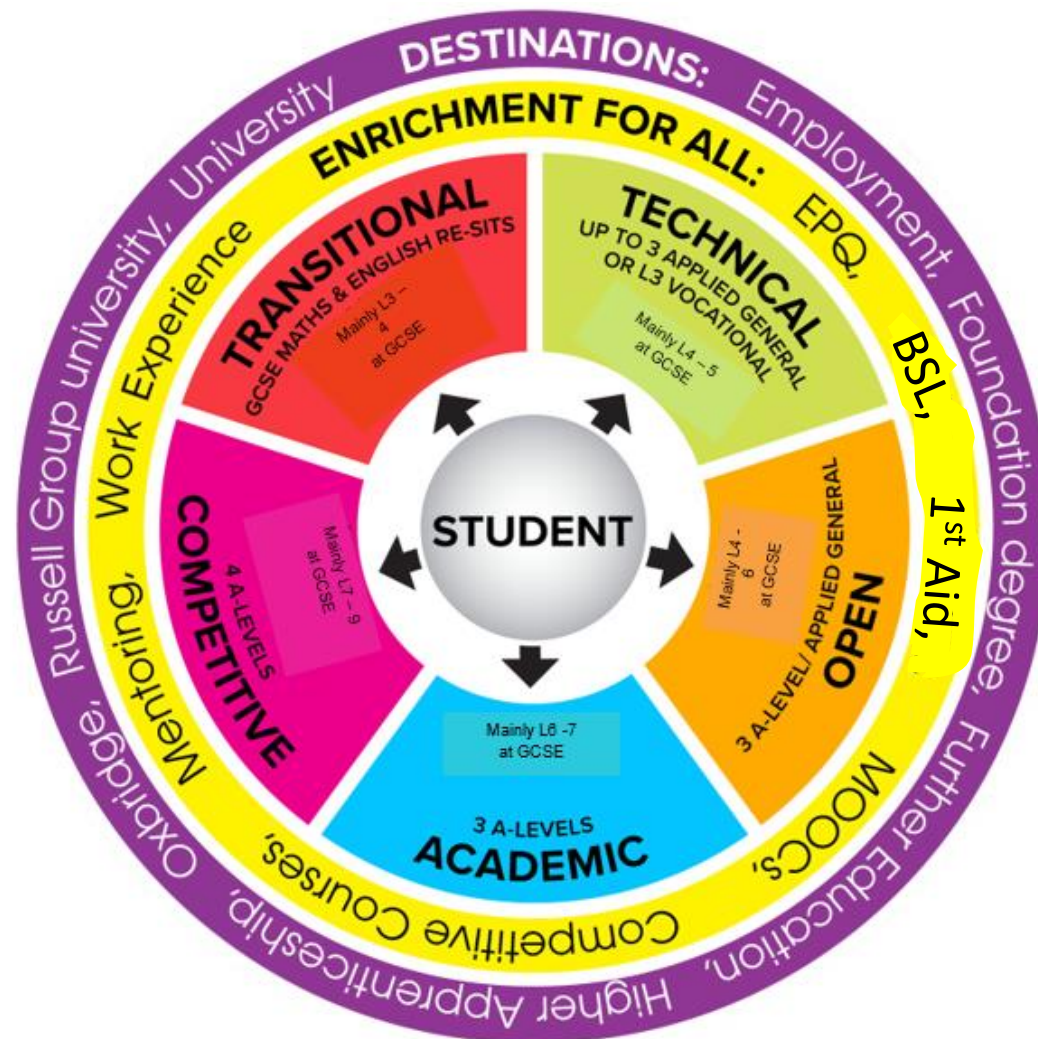 DESTINATIONS: Employment, Foundation degree, Further Education, Higher Apprenticeship, Oxbridge, Russell Group university, University
ENRICHMENT FOR ALL: EPQ, BSL, 1st Aid, MOOCs, Competitive Courses, Mentoring, Work Experience
TRANSITIONAL
GCSE MATHS & ENGLISH RE-SITS
Mainly L3 –
4
at GCSE
TECHNICAL
UP TO 3 APPLIED GENERAL
OR L3 VOCATIONAL
Mainly L4 – 5
at GCSE
OPEN
3 A-LEVEL/ APPLIED GENERAL
Mainly L4 -
6
at GCSE
Mainly L6 -7
at GCSE
3 A-LEVELS
ACADEMIC
COMPETITIVE
4 A-LEVELS
Mainly L7 – 9
at GCSE
STUDENT